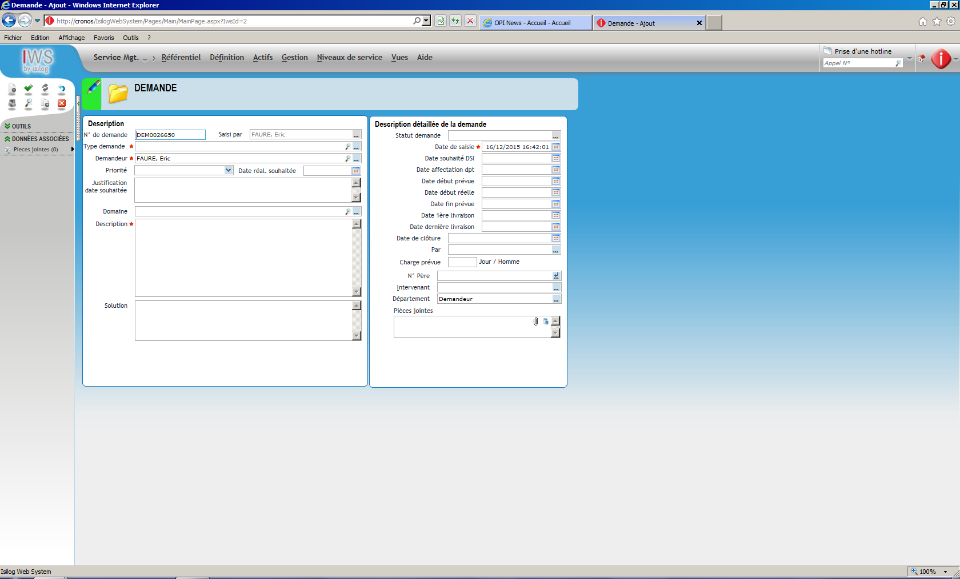 Demande - Ajout - Windows Internet Explorer
http://cronos/IsilogWebSystem/Pages/Main/MainPage.aspx?IwsId=2
DPI News - Accueil - Accueil
Demande - Ajout
Fichier Edition Affichage Favoris Outils ?
IWS
by isilog
Service Mgt. ... > Référentiel Définition Actifs Gestion Niveaux de service Vues Aide
Prise d'une hotline
Appel N°
DEMANDE
OUTILS
DONNÉES ASSOCIÉES
Pièces jointes (0)
Description
N° de demande DEM0026650 Saisi par FAURE, Eric
Type demande
Demandeur FAURE, Eric
Priorité Date réal. souhaitée
Justification
date souhaitée
Domaine
Description
Solution
Description détaillée de la demande
Statut demande
Date de saisie 16/12/2015 16:42:01
Date souhaité DSI
Date affectation dpt
Date début prévue
Date début réelle
Date fin prévue
Date 1ère livraison
Date dernière livraison
Date de clôture
Par
Charge prévue Jour / Homme
N° Père
Intervenant
Département Demandeur
Pièces jointes
Isilog Web System
100%